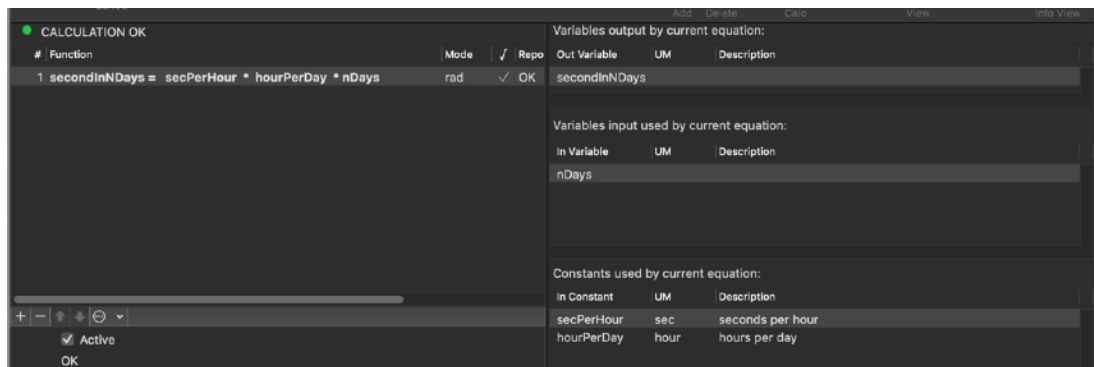 Add Delete Calc View Info View
CALCULATION OK
# Function Mode √ Repo
1 secondInNDays = secPerHour * hourPerDay * nDays rad ✓ OK
+ −
Active
OK
Variables output by current equation:
Out Variable UM Description
secondInNDays
Variables input used by current equation:
In Variable UM Description
nDays
Constants used by current equation:
In Constant UM Description
secPerHour sec seconds per hour
hourPerDay hour hours per day